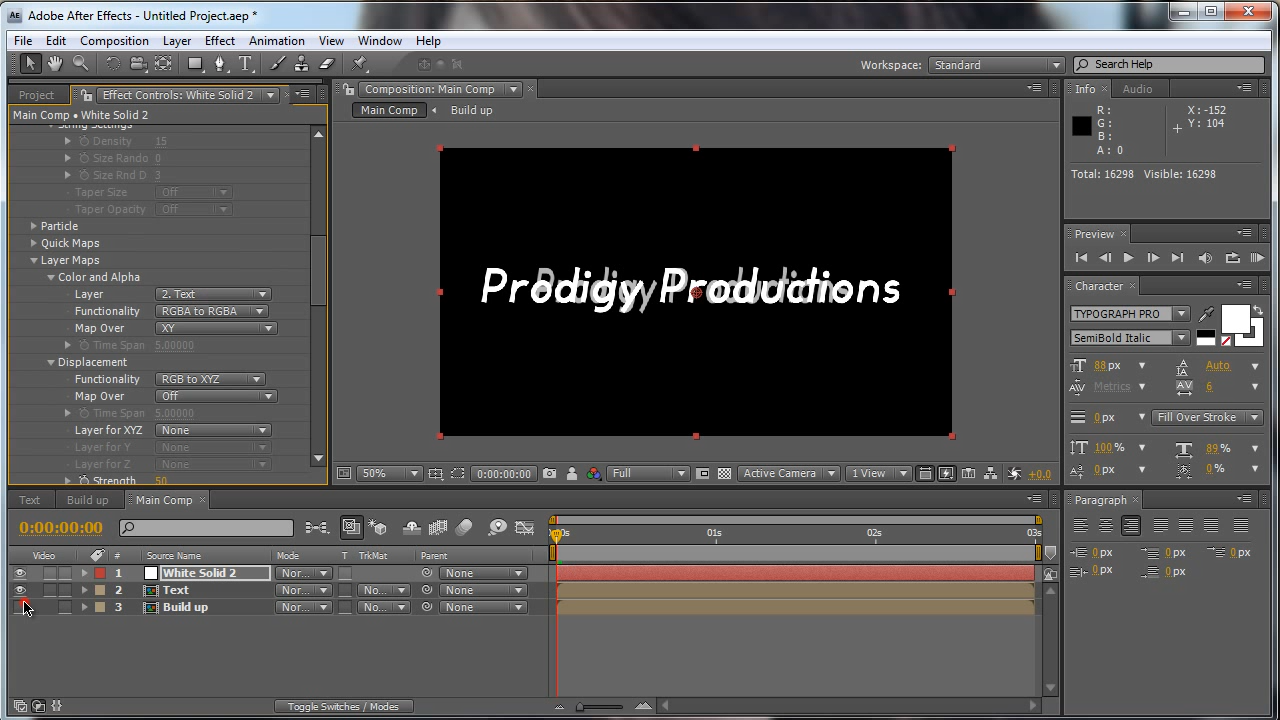 Adobe After Effects - Untitled Project.aep *
File Edit Composition Layer Effect Animation View Window Help
Workspace: Standard Search Help
Project Effect Controls: White Solid 2
Main Comp • White Solid 2
String Settings
Density 15
Size Rando 0
Size Rnd D 3
Taper Size Off
Taper Opacity Off
Particle
Quick Maps
Layer Maps
Color and Alpha
Layer 2. Text
Functionality RGBA to RGBA
Map Over XY
Time Span 5.00000
Displacement
Functionality RGB to XYZ
Map Over Off
Time Span 5.00000
Layer for XYZ None
Layer for Y None
Layer for Z None
Strength 50
Composition: Main Comp
Main Comp Build up
Prodigy Productions
Prodigy Productions
50% 0:00:00:00 Full Active Camera 1 View +0.0
Info Audio
R:
G:
B:
A: 0
X: -152
Y: 104
Total: 16298 Visible: 16298
Preview
Character
TYPOGRAPH PRO
SemiBold Italic
88 px Auto
Metrics 6
0 px Fill Over Stroke
100 % 89 %
0 px 0 %
Paragraph
0 px 0 px 0 px
0 px 0 px
Text Build up Main Comp
0:00:00:00
00s 01s 02s 03s
Video # Source Name Mode T TrkMat Parent
1 White Solid 2 Nor... None
2 Text Nor... No... None
3 Build up Nor... No... None
Toggle Switches / Modes